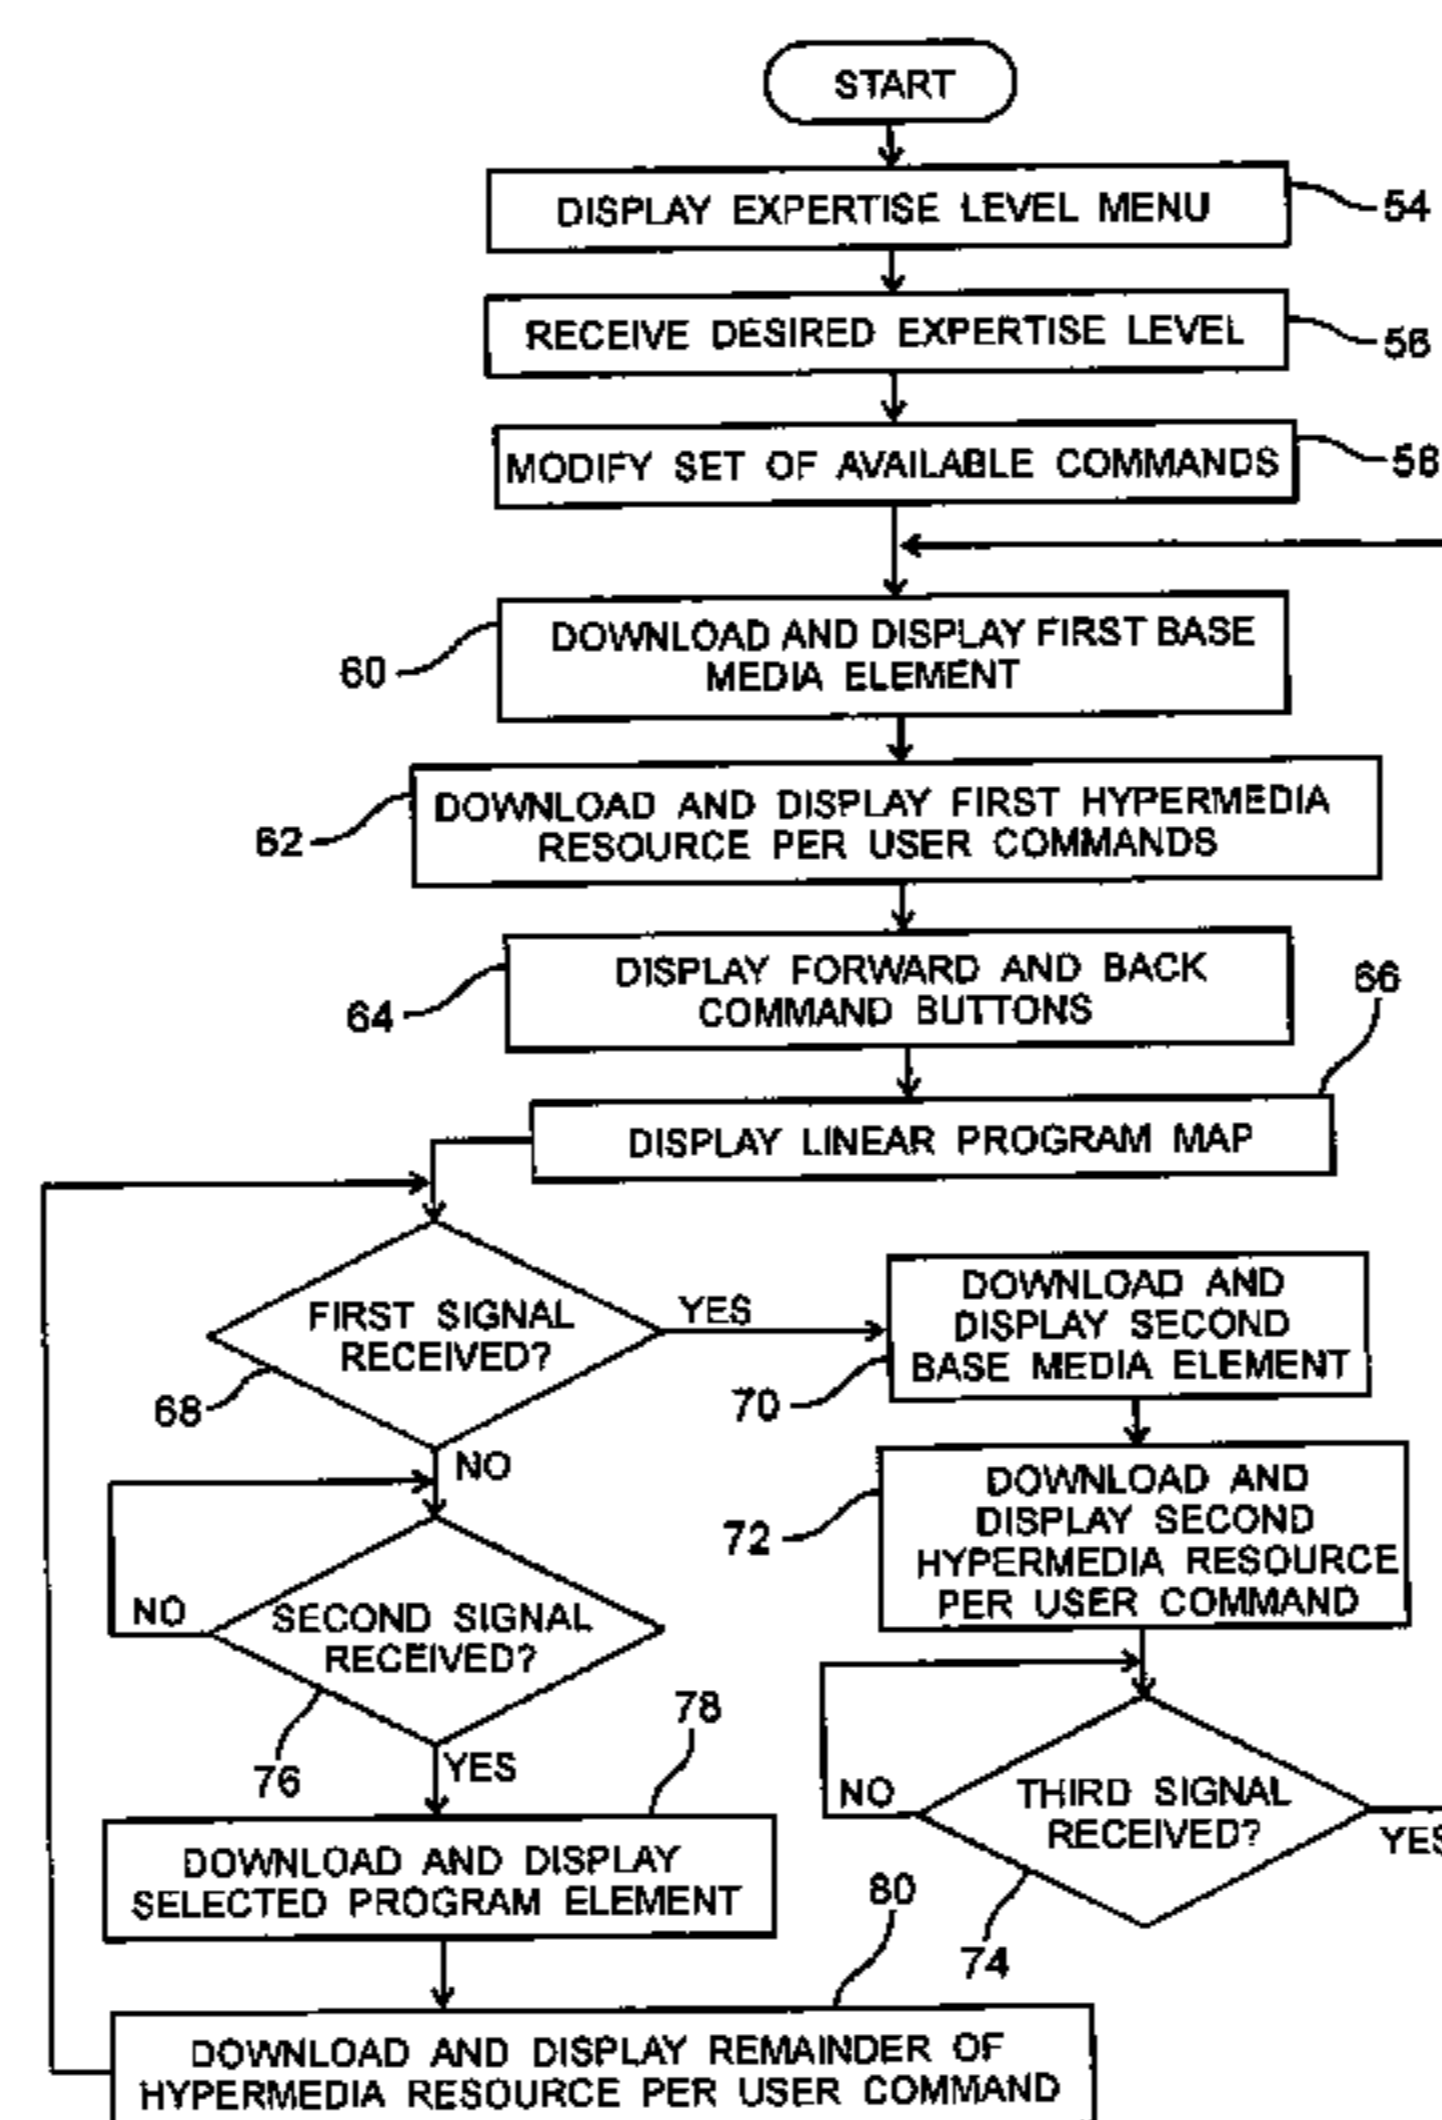 START
DISPLAY EXPERTISE LEVEL MENU
54
RECEIVE DESIRED EXPERTISE LEVEL
56
MODIFY SET OF AVAILABLE COMMANDS
58
DOWNLOAD AND DISPLAY FIRST BASE
MEDIA ELEMENT
60
DOWNLOAD AND DISPLAY FIRST HYPERMEDIA
RESOURCE PER USER COMMANDS
62
DISPLAY FORWARD AND BACK
COMMAND BUTTONS
64
66
DISPLAY LINEAR PROGRAM MAP
FIRST SIGNAL
RECEIVED?
68
YES
NO
DOWNLOAD AND
DISPLAY SECOND
BASE MEDIA ELEMENT
70
DOWNLOAD AND
DISPLAY SECOND
HYPERMEDIA RESOURCE
PER USER COMMAND
72
SECOND SIGNAL
RECEIVED?
NO
76
YES
78
THIRD SIGNAL
RECEIVED?
NO
YES
74
DOWNLOAD AND DISPLAY
SELECTED PROGRAM ELEMENT
80
DOWNLOAD AND DISPLAY REMAINDER OF
HYPERMEDIA RESOURCE PER USER COMMAND